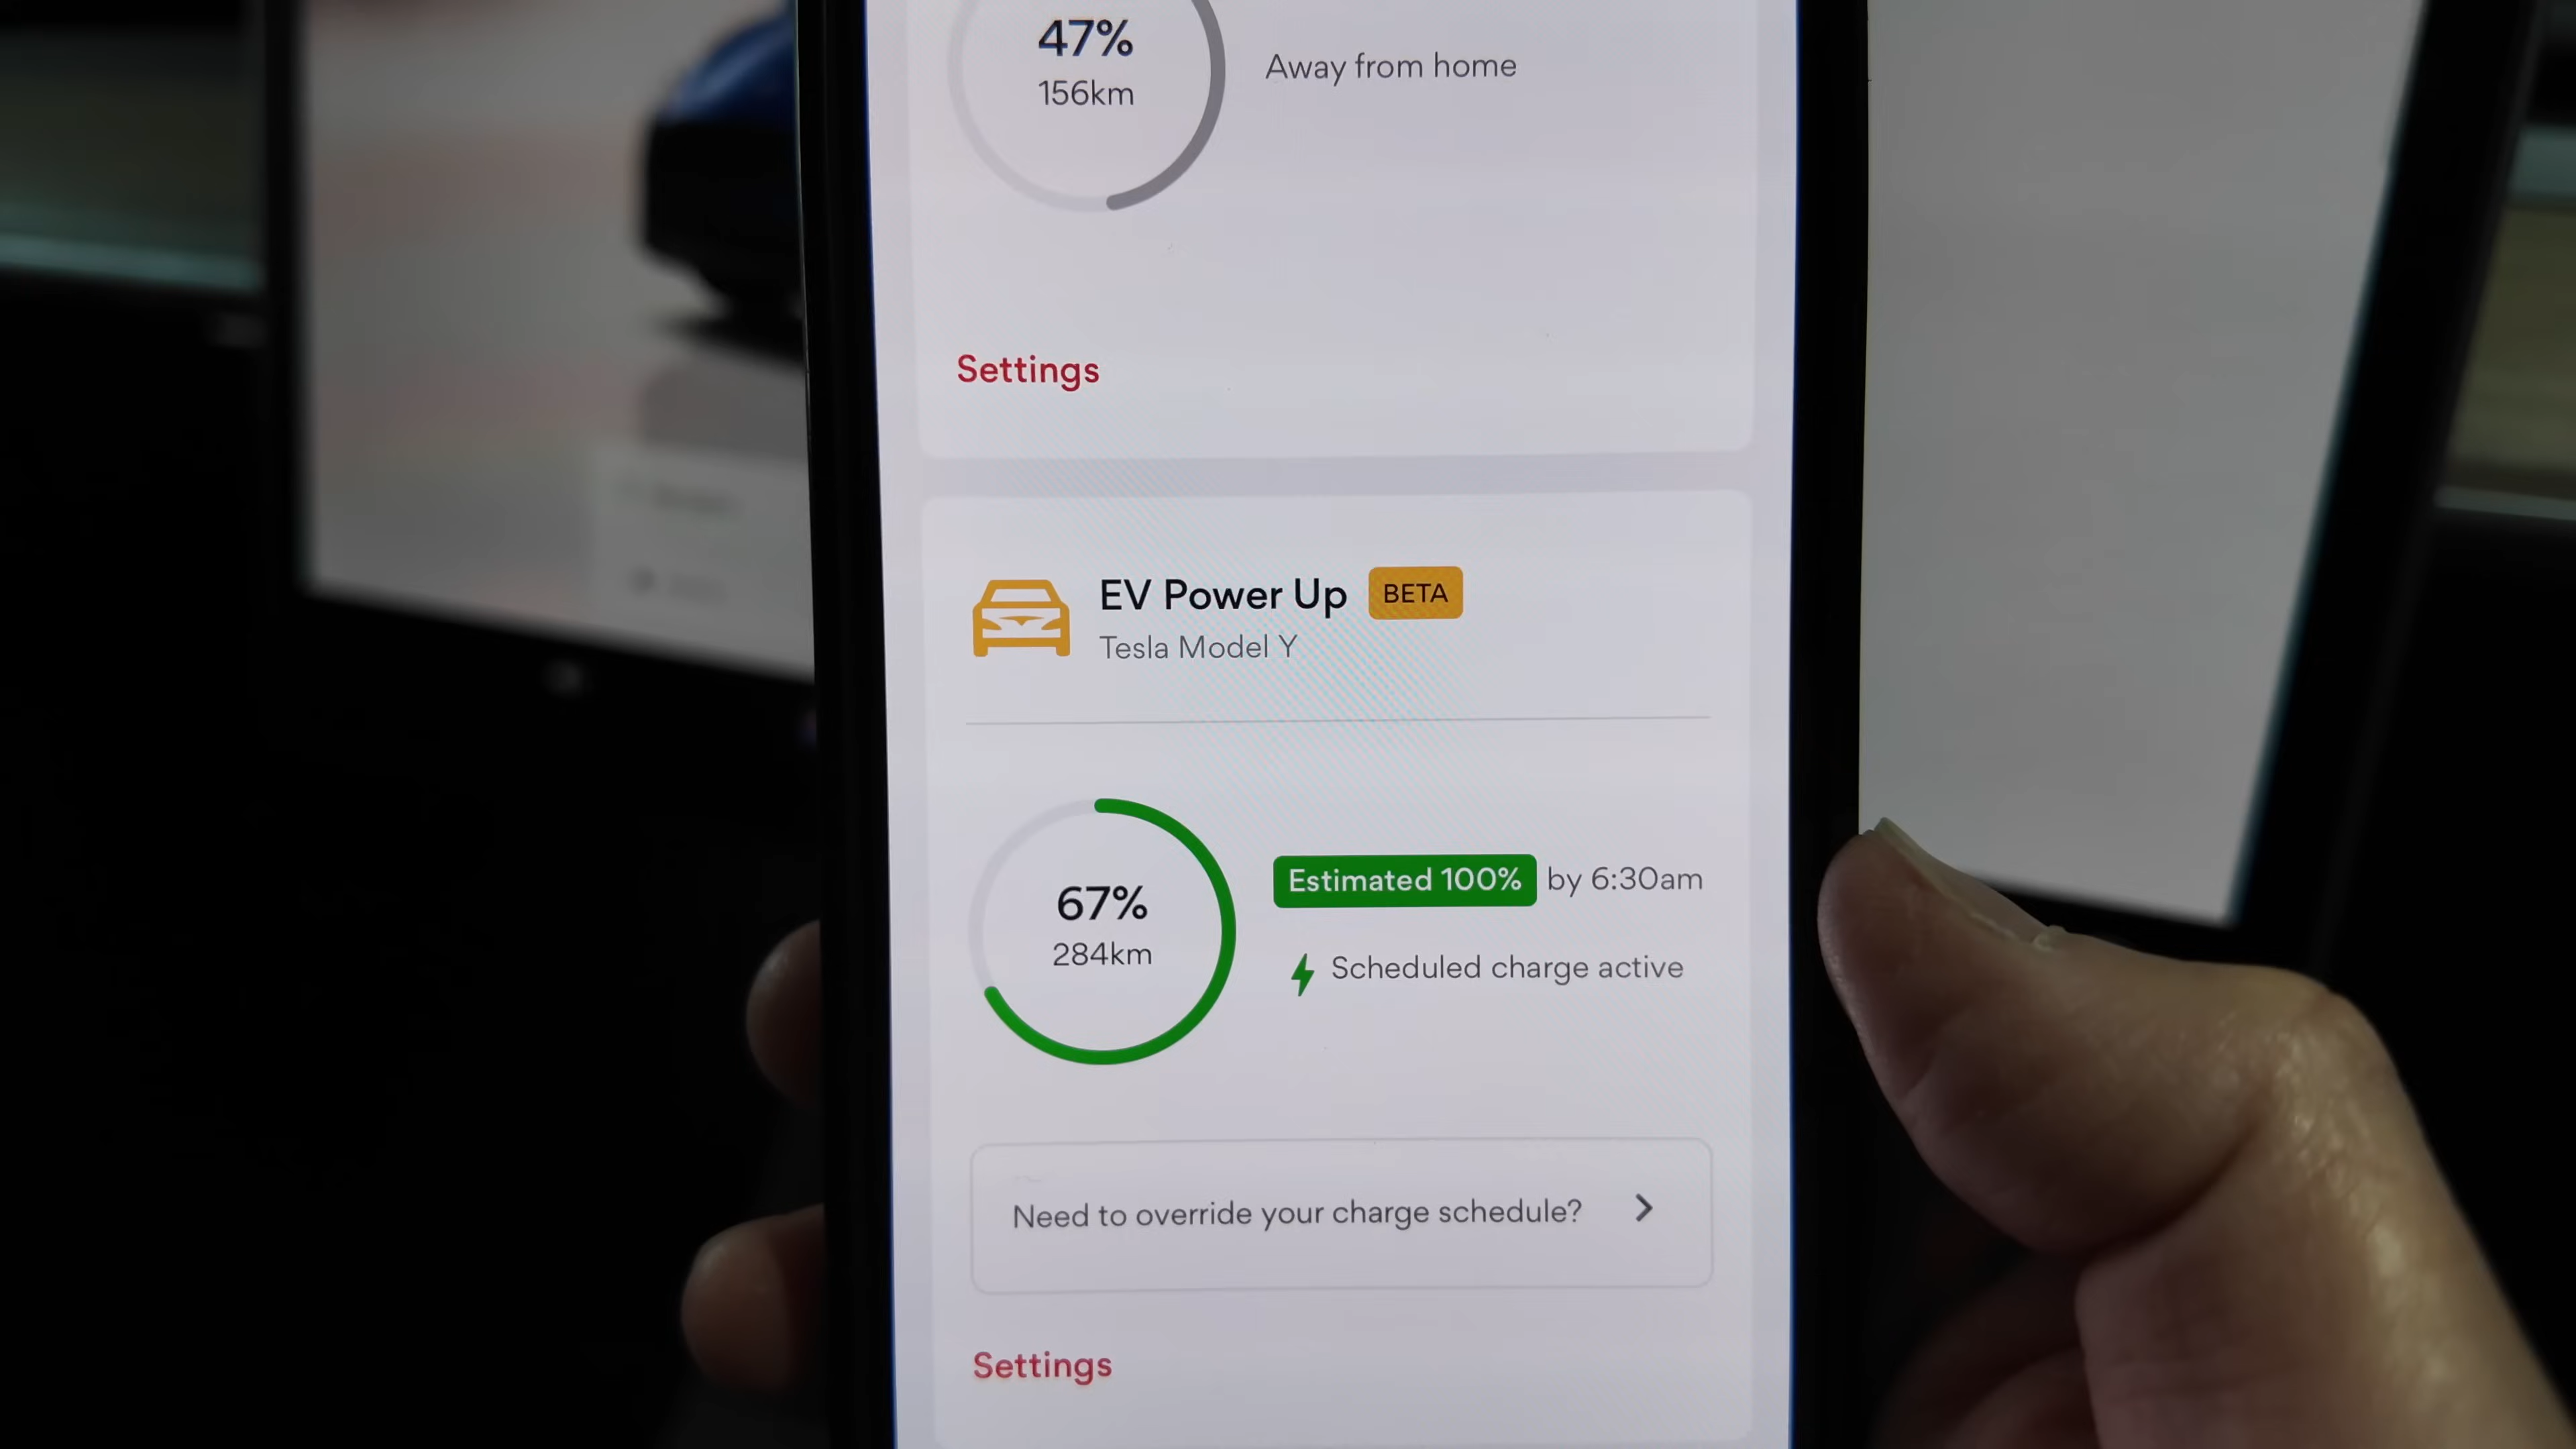 47%
156km
Away from home
Settings
EV Power Up BETA
Tesla Model Y
67%
284km
Estimated 100% by 6:30am
Scheduled charge active
Need to override your charge schedule?
Settings